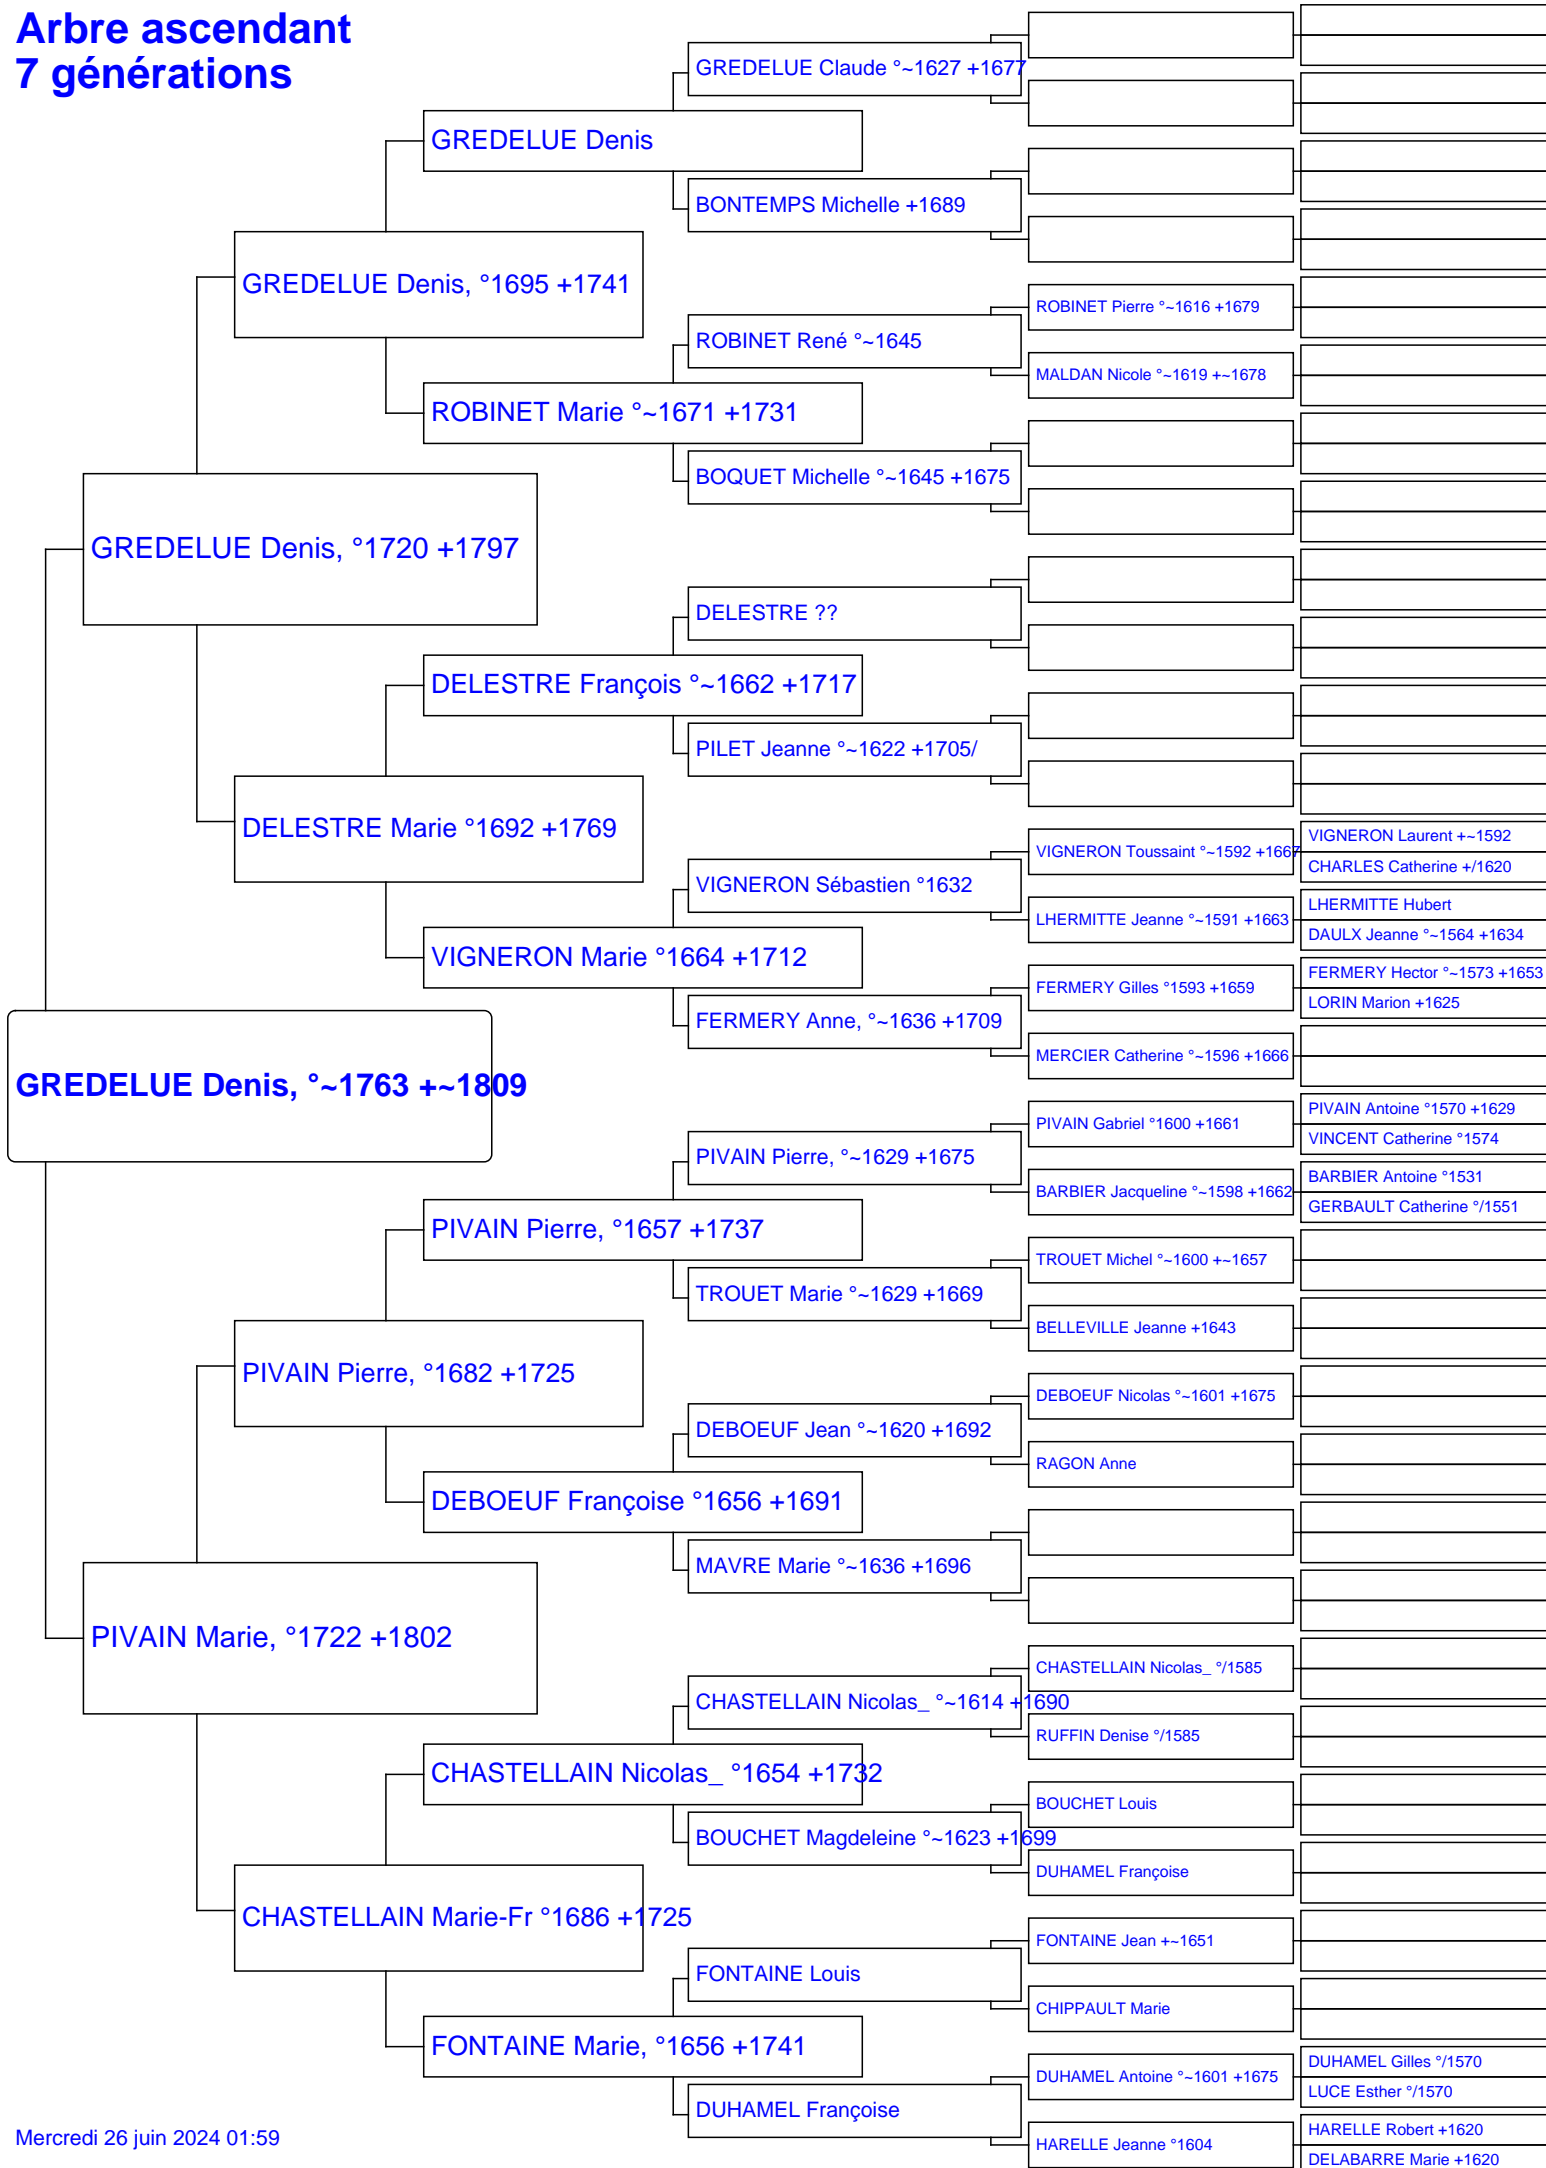 Arbre ascendant
7 générations
GREDELUE Claude °~1627 +1677
GREDELUE Denis
BONTEMPS Michelle +1689
GREDELUE Denis, °1695 +1741
ROBINET Pierre °~1616 +1679
ROBINET René °~1645
MALDAN Nicole °~1619 +~1678
ROBINET Marie °~1671 +1731
BOQUET Michelle °~1645 +1675
GREDELUE Denis, °1720 +1797
DELESTRE ??
DELESTRE François °~1662 +1717
PILET Jeanne °~1622 +1705/
DELESTRE Marie °1692 +1769
VIGNERON Laurent +~1592
VIGNERON Toussaint °~1592 +1667
CHARLES Catherine +/1620
VIGNERON Sébastien °1632
LHERMITTE Hubert
LHERMITTE Jeanne °~1591 +1663
DAULX Jeanne °~1564 +1634
VIGNERON Marie °1664 +1712
FERMERY Hector °~1573 +1653
FERMERY Gilles °1593 +1659
LORIN Marion +1625
FERMERY Anne, °~1636 +1709
MERCIER Catherine °~1596 +1666
GREDELUE Denis, °~1763 +~1809
PIVAIN Antoine °1570 +1629
PIVAIN Gabriel °1600 +1661
VINCENT Catherine °1574
PIVAIN Pierre, °~1629 +1675
BARBIER Antoine °1531
BARBIER Jacqueline °~1598 +1662
GERBAULT Catherine °/1551
PIVAIN Pierre, °1657 +1737
TROUET Michel °~1600 +~1657
TROUET Marie °~1629 +1669
BELLEVILLE Jeanne +1643
PIVAIN Pierre, °1682 +1725
DEBOEUF Nicolas °~1601 +1675
DEBOEUF Jean °~1620 +1692
RAGON Anne
DEBOEUF Françoise °1656 +1691
MAVRE Marie °~1636 +1696
PIVAIN Marie, °1722 +1802
CHASTELLAIN Nicolas_ °/1585
CHASTELLAIN Nicolas_ °~1614 +1690
RUFFIN Denise °/1585
CHASTELLAIN Nicolas_ °1654 +1732
BOUCHET Louis
BOUCHET Magdeleine °~1623 +1699
DUHAMEL Françoise
CHASTELLAIN Marie-Fr °1686 +1725
FONTAINE Jean +~1651
FONTAINE Louis
CHIPPAULT Marie
FONTAINE Marie, °1656 +1741
DUHAMEL Gilles °/1570
DUHAMEL Antoine °~1601 +1675
LUCE Esther °/1570
DUHAMEL Françoise
HARELLE Robert +1620
HARELLE Jeanne °1604
DELABARRE Marie +1620
Mercredi 26 juin 2024 01:59